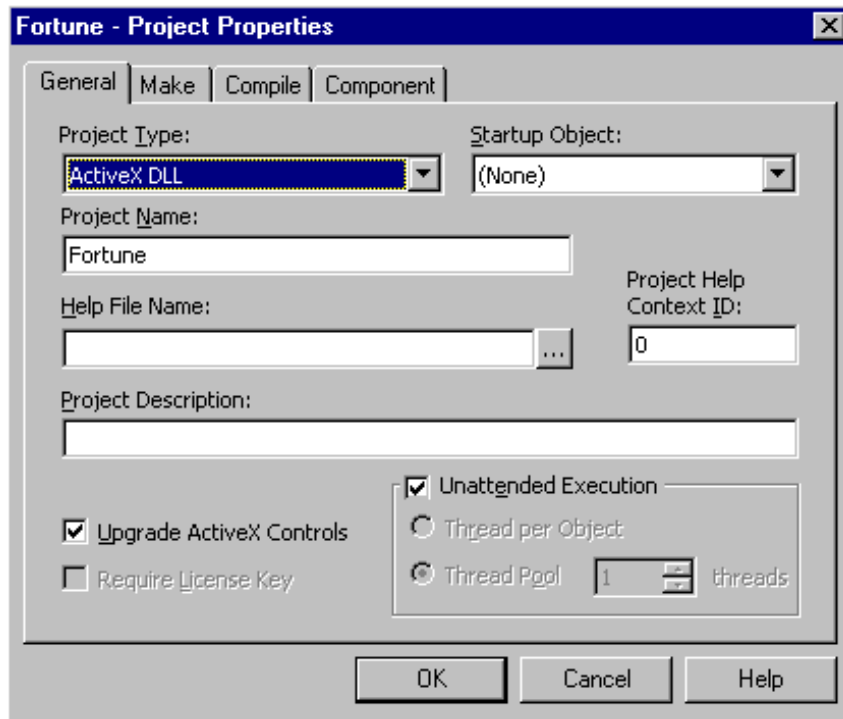 Fortune - Project Properties
General Make Compile Component
Project Type: Startup Object:
ActiveX DLL (None)
Project Name:
Fortune
Project Help
Help File Name: Context ID:
... 0
Project Description:
Unattended Execution
Upgrade ActiveX Controls Thread per Object
Require License Key Thread Pool 1 threads
OK Cancel Help